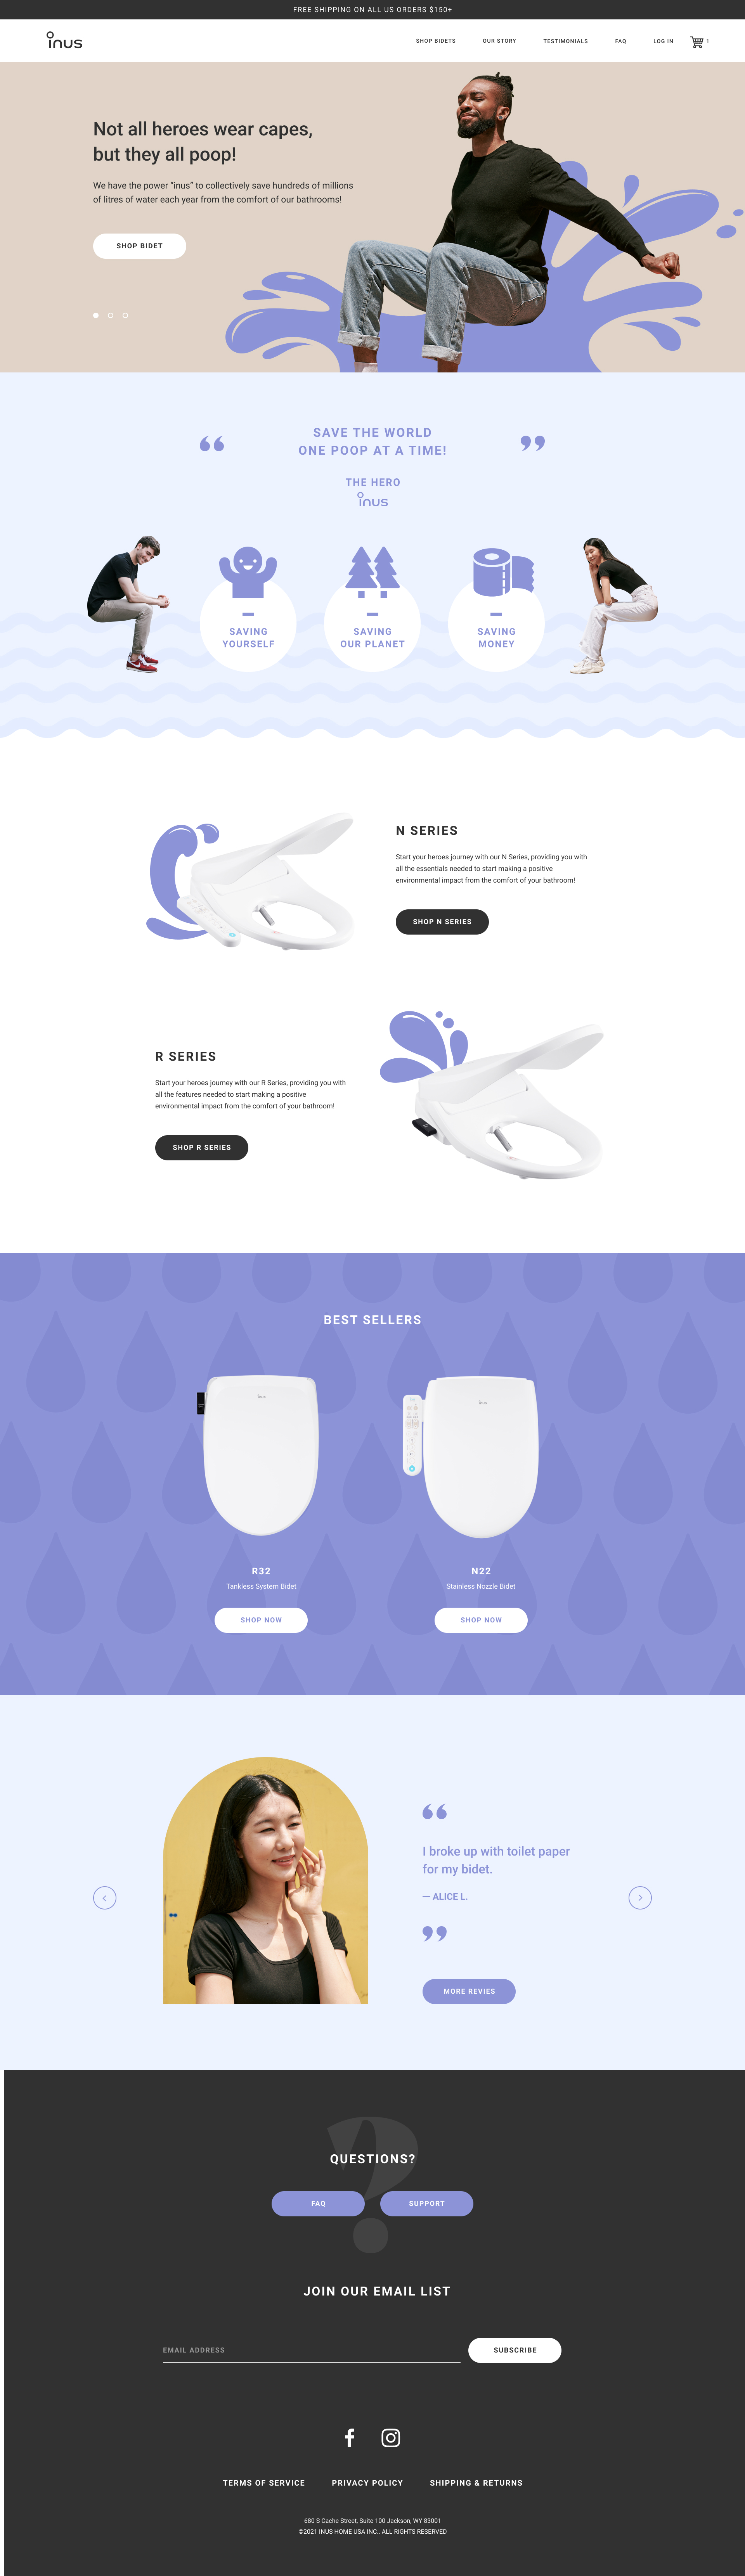 FREE SHIPPING ON ALL US ORDERS $150+
inus
SHOP BIDETS
OUR STORY
TESTIMONIALS
FAQ
LOG IN
1
Not all heroes wear capes,
but they all poop!
We have the power “inus” to collectively save hundreds of millions
of litres of water each year from the comfort of our bathrooms!
SHOP BIDET
“ SAVE THE WORLD
ONE POOP AT A TIME! ”
THE HERO
inus
SAVING
YOURSELF
SAVING
OUR PLANET
SAVING
MONEY
N SERIES
Start your heroes journey with our N Series, providing you with
all the essentials needed to start making a positive
environmental impact from the comfort of your bathroom!
SHOP N SERIES
R SERIES
Start your heroes journey with our R Series, providing you with
all the features needed to start making a positive
environmental impact from the comfort of your bathroom!
SHOP R SERIES
BEST SELLERS
inus
inus
R32
Tankless System Bidet
SHOP NOW
N22
Stainless Nozzle Bidet
SHOP NOW
“
I broke up with toilet paper
for my bidet.
— ALICE L.
”
MORE REVIES
?
QUESTIONS?
FAQ
SUPPORT
JOIN OUR EMAIL LIST
EMAIL ADDRESS
SUBSCRIBE
TERMS OF SERVICE
PRIVACY POLICY
SHIPPING & RETURNS
680 S Cache Street, Suite 100 Jackson, WY 83001
©2021 INUS HOME USA INC.. ALL RIGHTS RESERVED